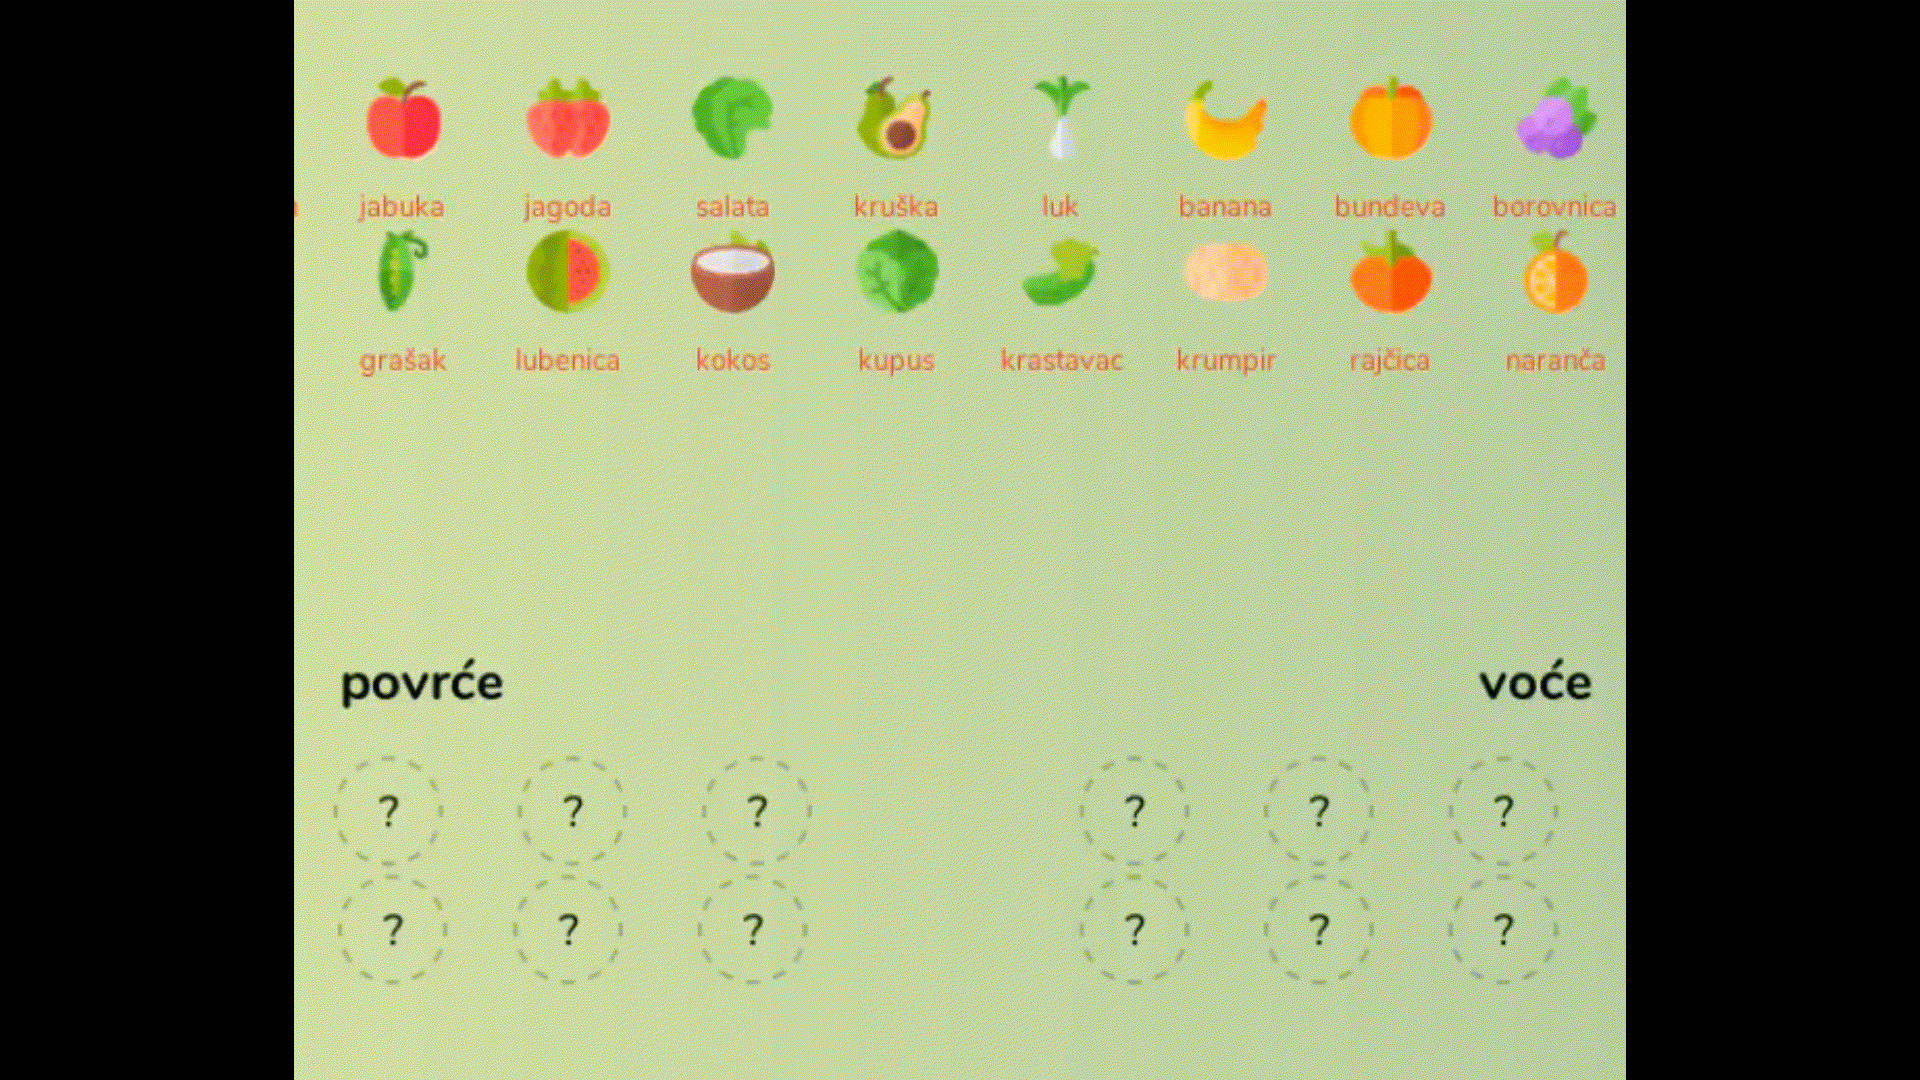 jabuka jagoda salata kruška luk banana bundeva borovnica
grašak lubenica kokos kupus krastavac krumpir rajčica naranča
povrće voće
? ? ? ? ? ?
? ? ? ? ? ?